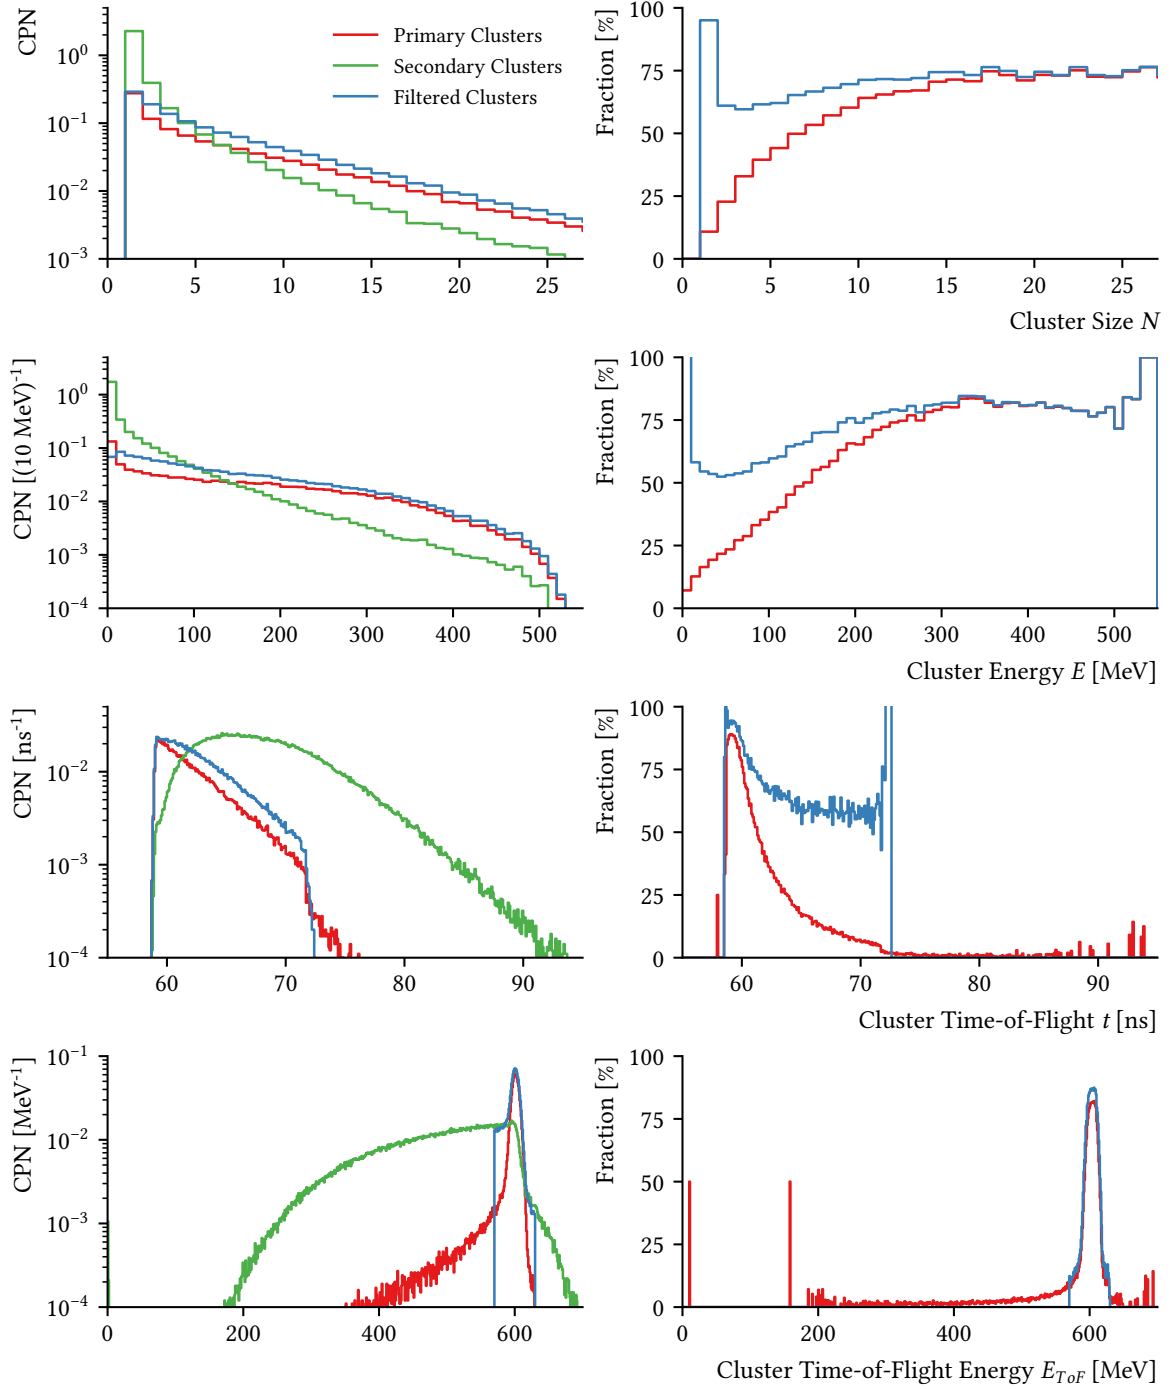 CPN
10⁰
10⁻¹
10⁻²
10⁻³
0 5 10 15 20 25
Primary Clusters
Secondary Clusters
Filtered Clusters
Fraction [%]
100
75
50
25
0
0 5 10 15 20 25
Cluster Size N
CPN [(10 MeV)⁻¹]
10⁰
10⁻¹
10⁻²
10⁻³
10⁻⁴
0 100 200 300 400 500
Fraction [%]
100
75
50
25
0
0 100 200 300 400 500
Cluster Energy E [MeV]
CPN [ns⁻¹]
10⁻²
10⁻³
10⁻⁴
60 70 80 90
Fraction [%]
100
75
50
25
0
60 70 80 90
Cluster Time-of-Flight t [ns]
CPN [MeV⁻¹]
10⁻¹
10⁻²
10⁻³
10⁻⁴
0 200 400 600
Fraction [%]
100
75
50
25
0
0 200 400 600
Cluster Time-of-Flight Energy E_ToF [MeV]